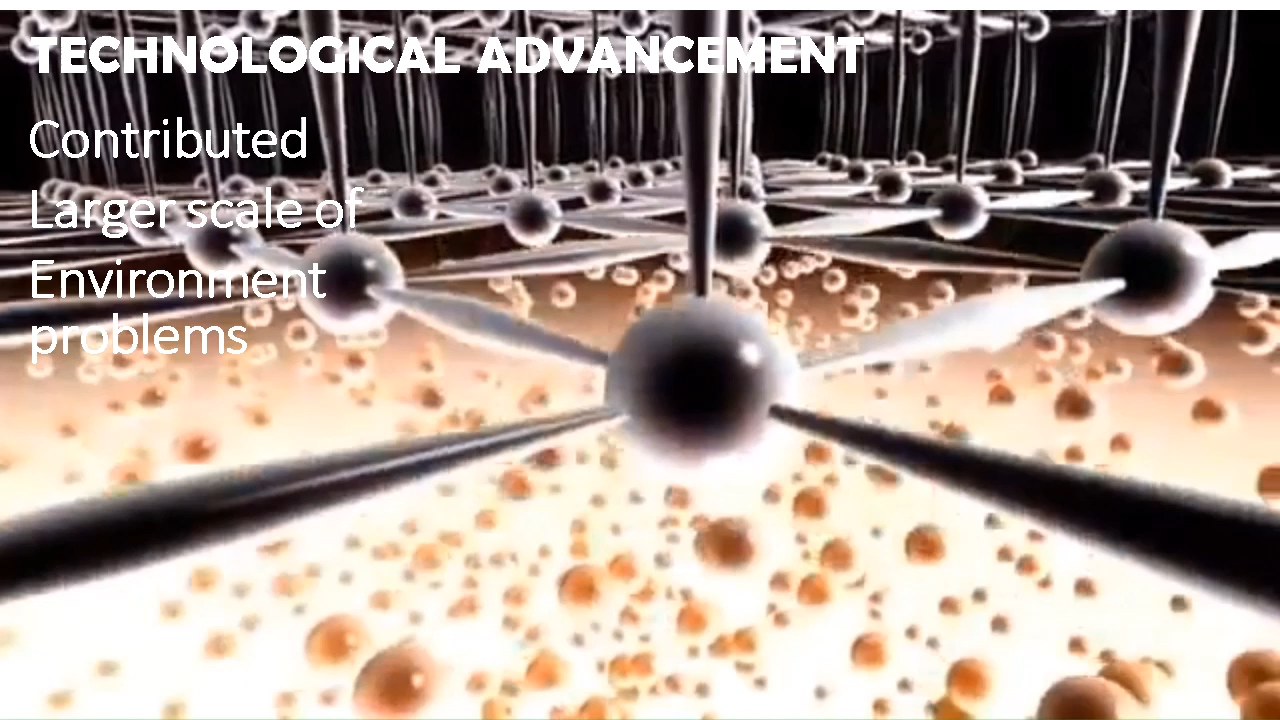 TECHNOLOGICAL ADVANCEMENT
Contributed
Larger scale of
Environment
problems